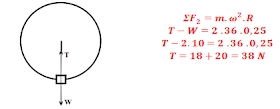 T
W
ΣF₂ = m.ω².R
T − W = 2 .36 .0,25
T − 2.10 = 2 .36 .0,25
T = 18 + 20 = 38 N